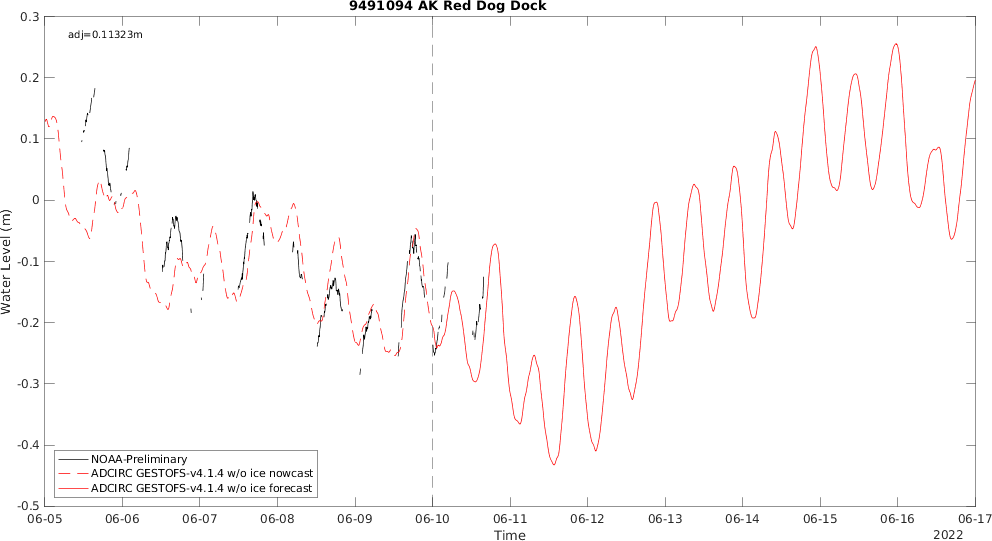 9491094 AK Red Dog Dock
adj=0.11323m
0.3
0.2
0.1
0
-0.1
-0.2
-0.3
-0.4
-0.5
Water Level (m)
NOAA-Preliminary
ADCIRC GESTOFS-v4.1.4 w/o ice nowcast
ADCIRC GESTOFS-v4.1.4 w/o ice forecast
06-05 06-06 06-07 06-08 06-09 06-10 06-11 06-12 06-13 06-14 06-15 06-16 06-17
Time
2022